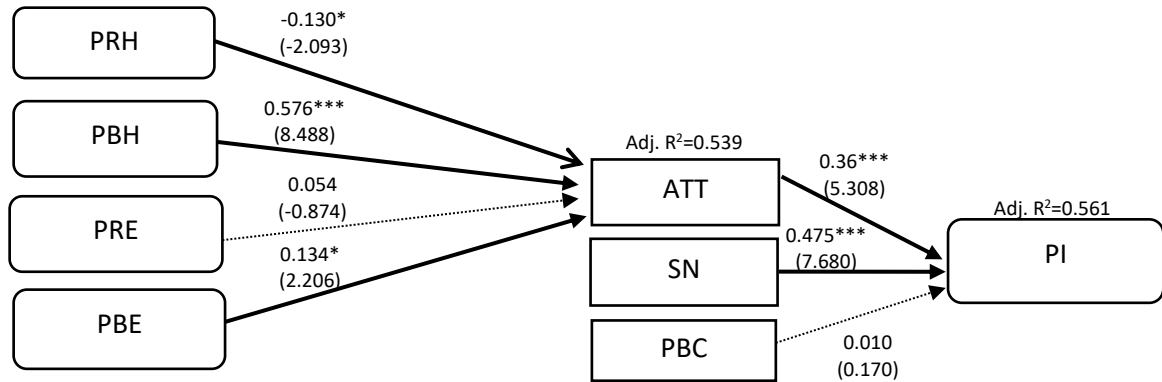 PRH
-0.130*
(-2.093)
PBH
0.576***
(8.488)
PRE
0.054
(-0.874)
PBE
0.134*
(2.206)
Adj. R²=0.539
ATT
0.36***
(5.308)
SN
0.475***
(7.680)
PBC
0.010
(0.170)
Adj. R²=0.561
PI